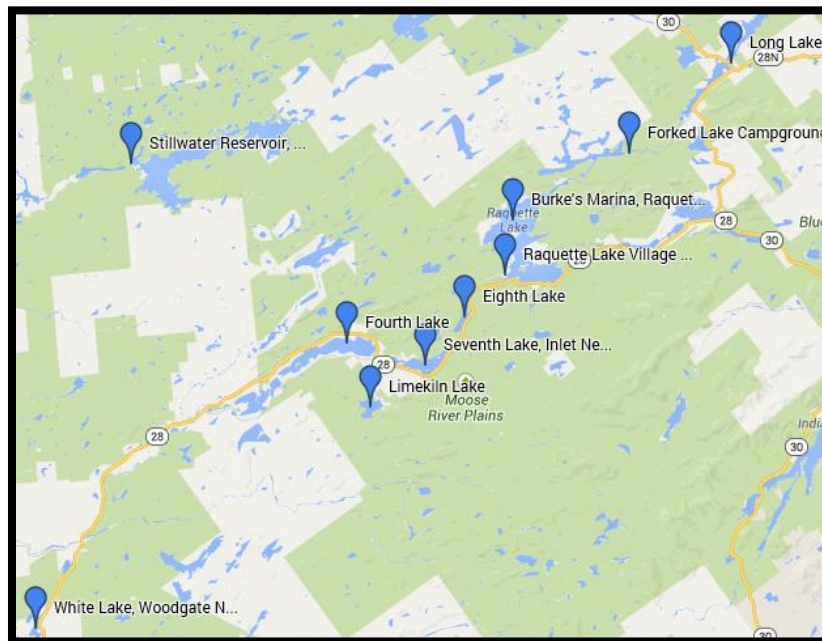 30
Long Lake
28N
Stillwater Reservoir, ...
Forked Lake Campground
Burke's Marina, Raquet...
Raquette
Lake
28
Blue
30
Raquette Lake Village ...
28
Eighth Lake
Fourth Lake
Seventh Lake, Inlet Ne...
28
Limekiln Lake
Moose
River Plains
28
India
30
White Lake, Woodgate N...
30